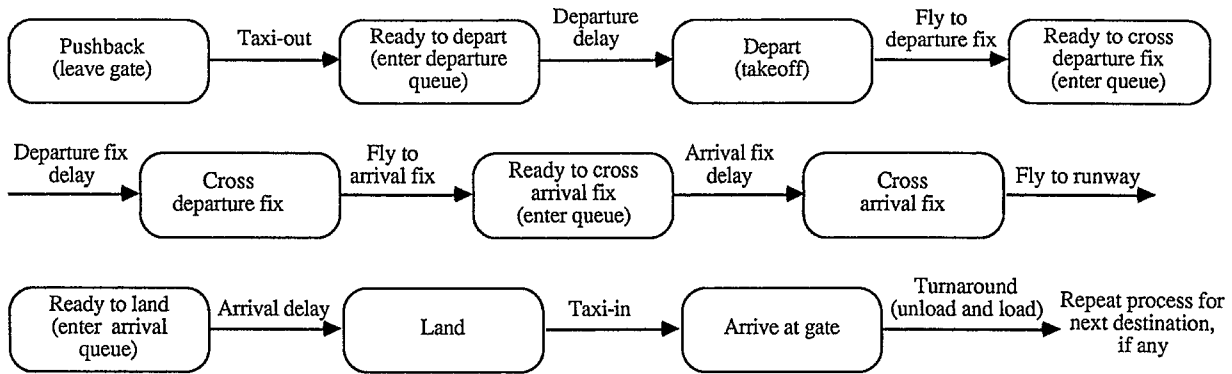 Pushback
(leave gate)
Taxi-out
Ready to depart
(enter departure
queue)
Departure
delay
Depart
(takeoff)
Fly to
departure fix
Ready to cross
departure fix
(enter queue)
Departure fix
delay
Cross
departure fix
Fly to
arrival fix
Ready to cross
arrival fix
(enter queue)
Arrival fix
delay
Cross
arrival fix
Fly to runway
Ready to land
(enter arrival
queue)
Arrival delay
Land
Taxi-in
Arrive at gate
Turnaround
(unload and load)
Repeat process for
next destination,
if any